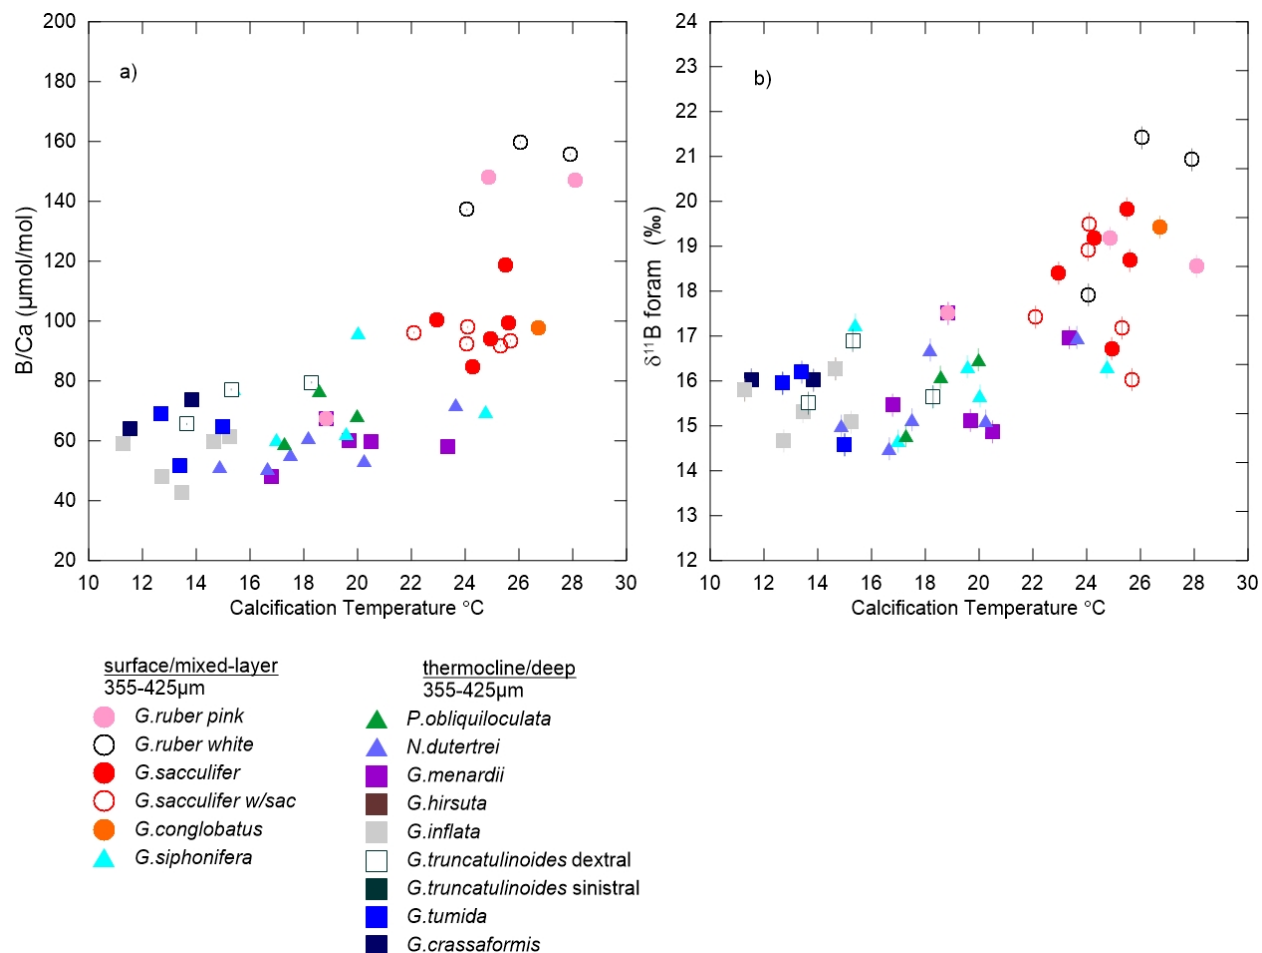 a)
200
180
160
140
120
100
80
60
40
20
B/Ca (μmol/mol)
10 12 14 16 18 20 22 24 26 28 30
Calcification Temperature °C
b)
24
23
22
21
20
19
18
17
16
15
14
13
12
δ¹¹B foram (‰)
10 12 14 16 18 20 22 24 26 28 30
Calcification Temperature °C
surface/mixed-layer
355-425μm
G.ruber pink
G.ruber white
G.sacculifer
G.sacculifer w/sac
G.conglobatus
G.siphonifera
thermocline/deep
355-425μm
P.obliquiloculata
N.dutertrei
G.menardii
G.hirsuta
G.inflata
G.truncatulinoides dextral
G.truncatulinoides sinistral
G.tumida
G.crassaformis